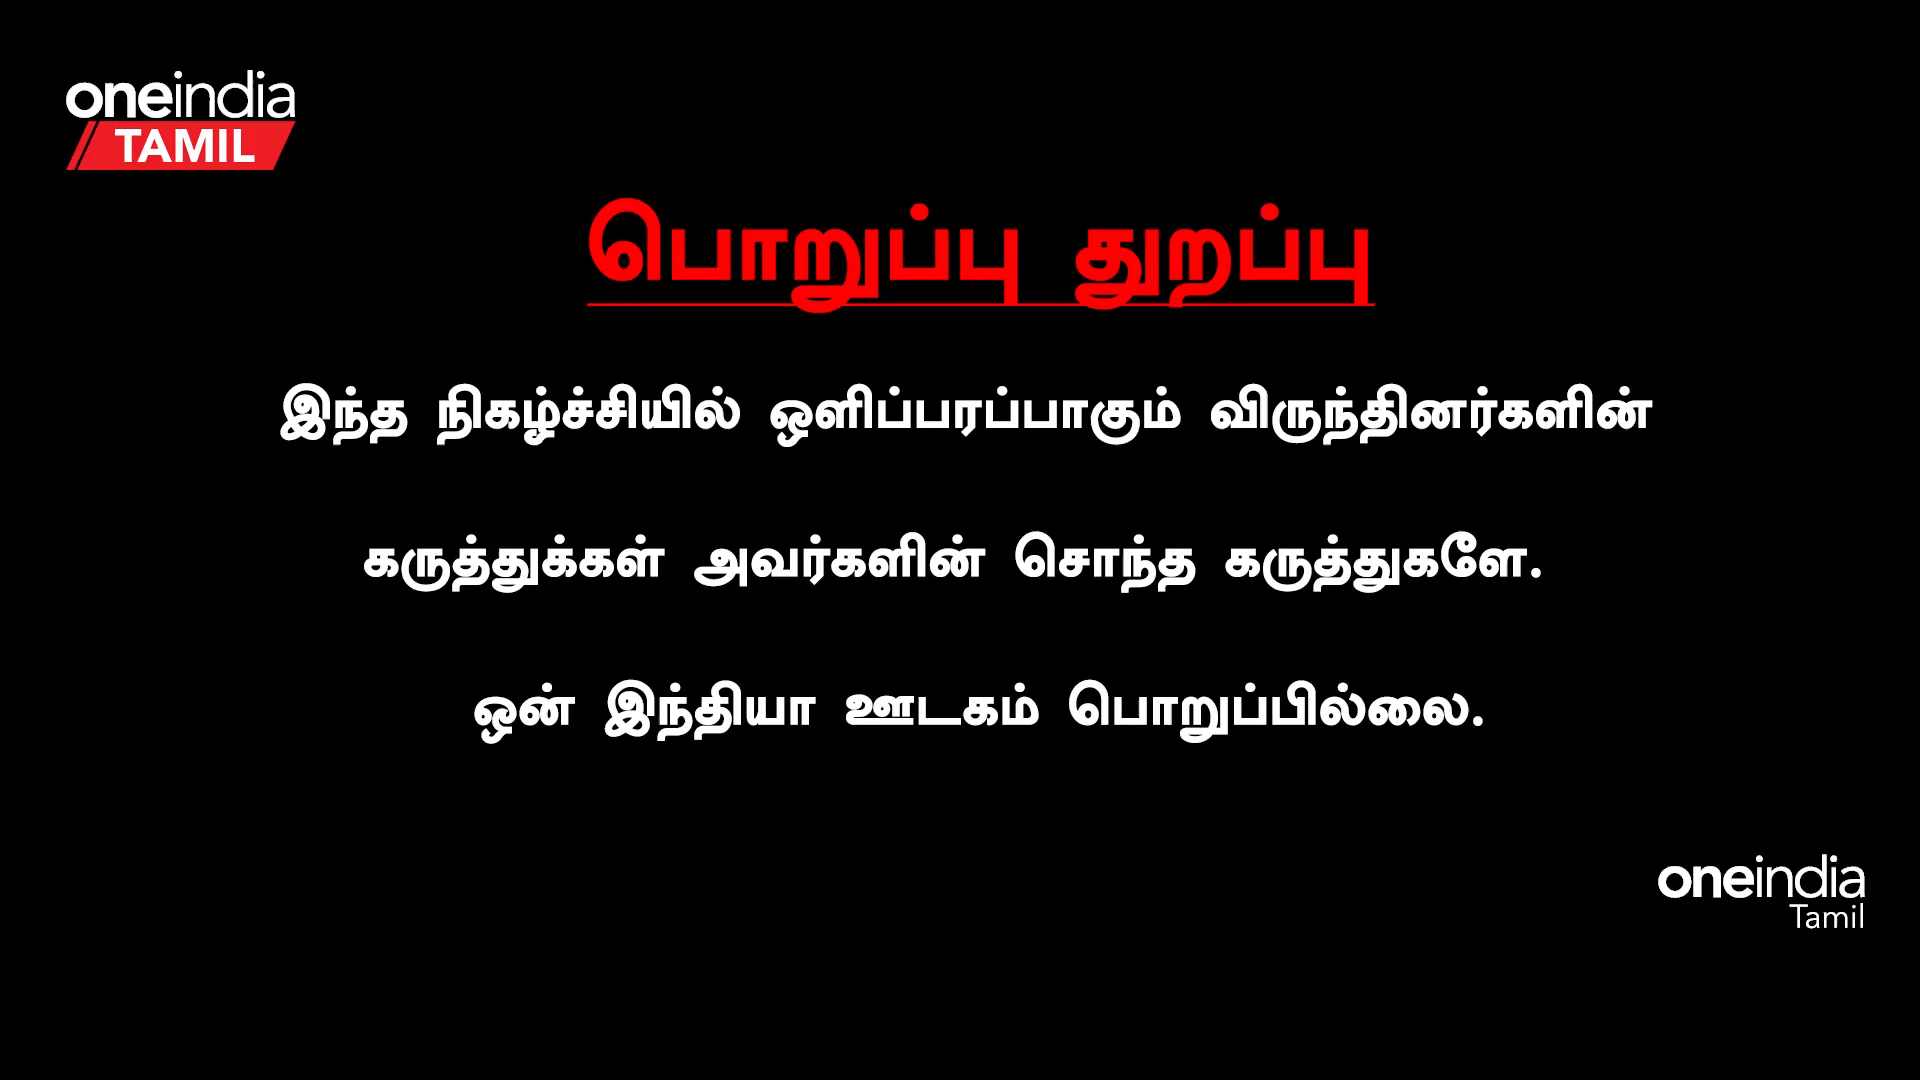 oneindia
TAMIL
பொறுப்பு துறப்பு
இந்த நிகழ்ச்சியில் ஒளிப்பரப்பாகும் விருந்தினர்களின்
கருத்துக்கள் அவர்களின் சொந்த கருத்துகளே.
ஒன் இந்தியா ஊடகம் பொறுப்பில்லை.
oneindia
Tamil